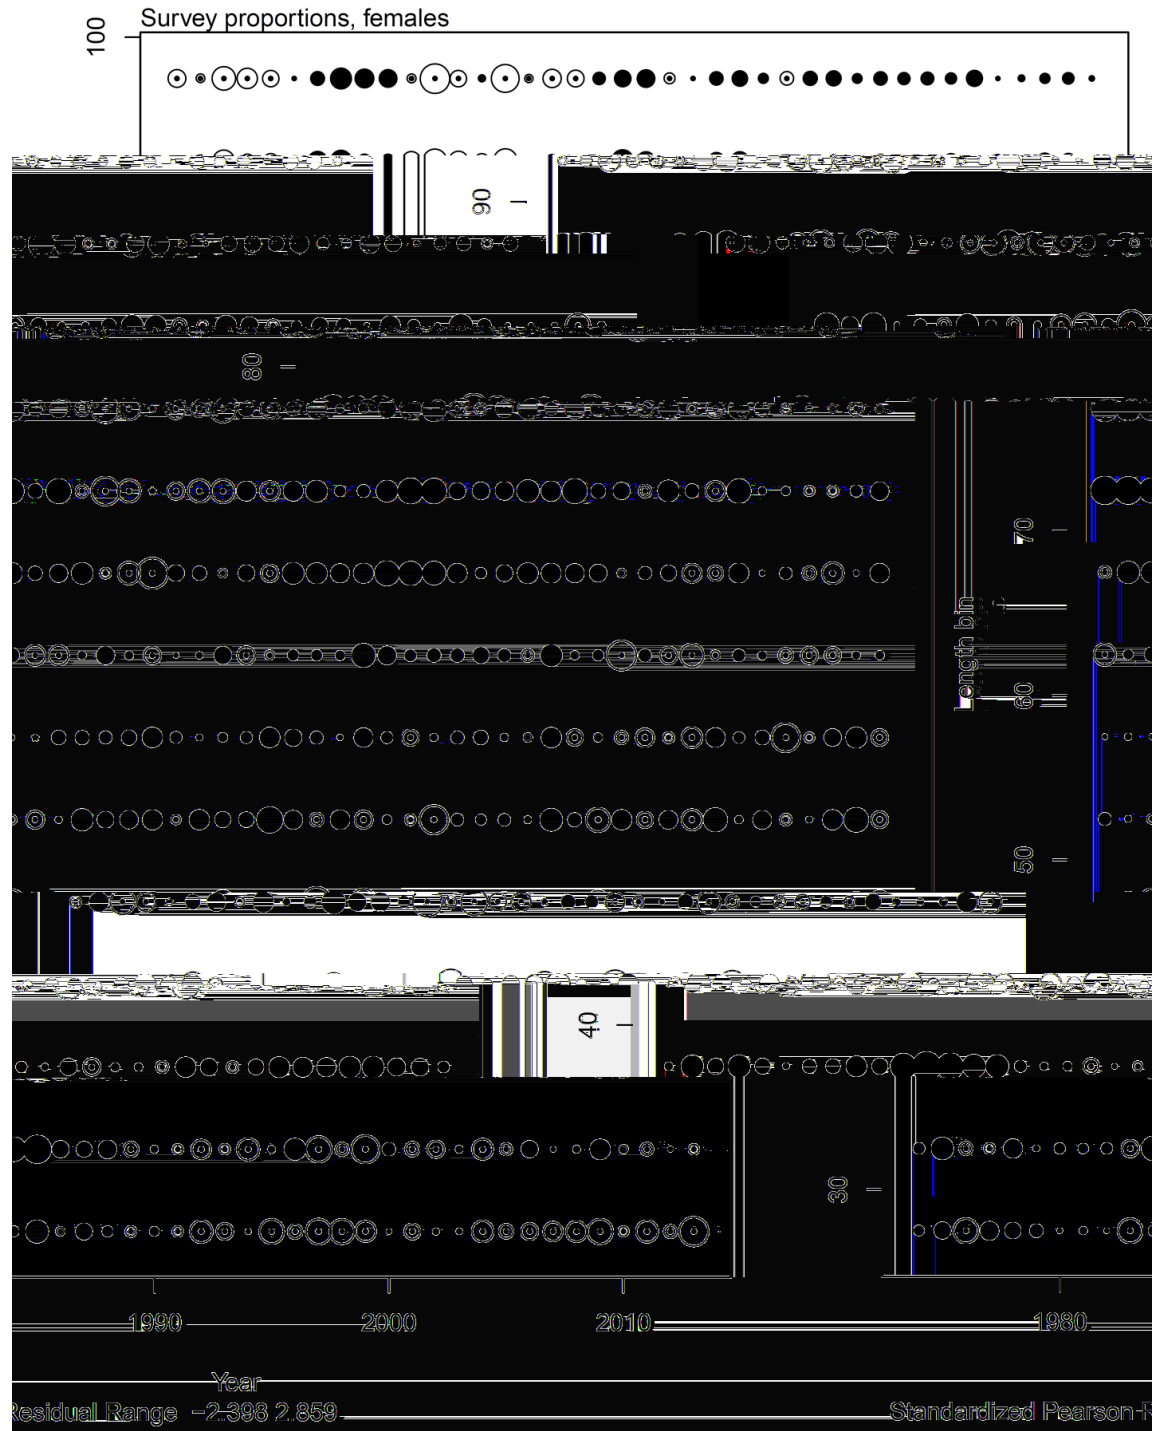 Survey proportions, females
100
90
80
70
Length bin
60
50
40
30
1990 2000 2010 1980
Year
Residual Range -2.398 2.859 Standardized Pearson R